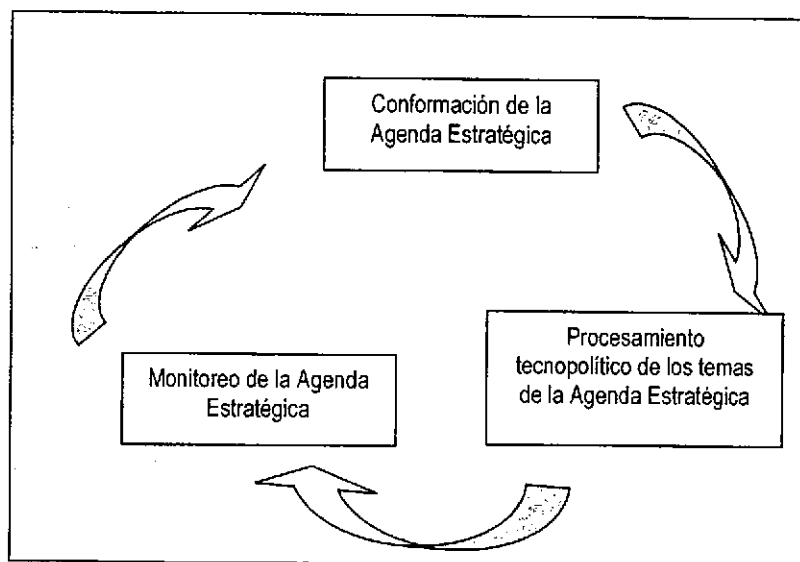 Conformación de la
Agenda Estratégica
Procesamiento
tecnopolítico de los temas
de la Agenda Estratégica
Monitoreo de la Agenda
Estratégica